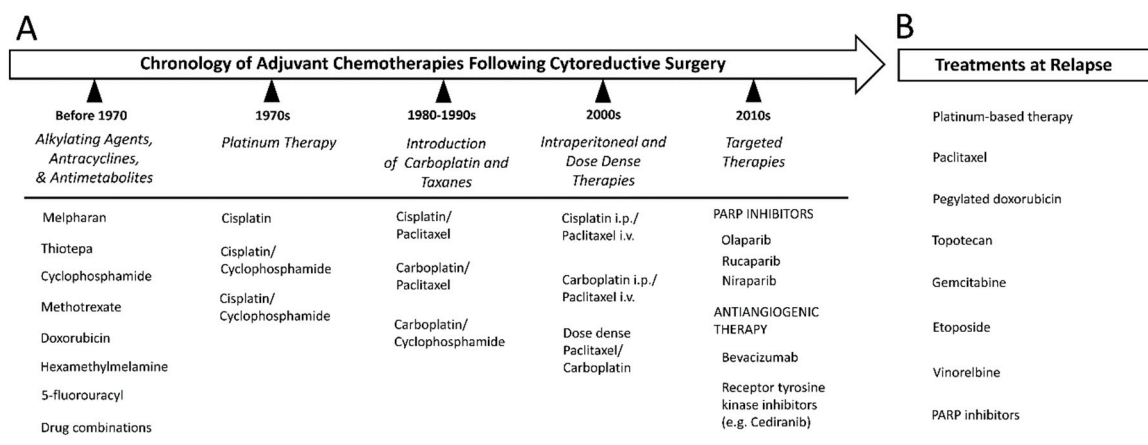 A
Chronology of Adjuvant Chemotherapies Following Cytoreductive Surgery
Before 1970
Alkylating Agents,
Antracyclines,
& Antimetabolites
Melpharan
Thiotepa
Cyclophosphamide
Methotrexate
Doxorubicin
Hexamethylmelamine
5-fluorouracyl
Drug combinations
1970s
Platinum Therapy
Cisplatin
Cisplatin/
Cyclophosphamide
Cisplatin/
Cyclophosphamide
1980-1990s
Introduction
of Carboplatin and
Taxanes
Cisplatin/
Paclitaxel
Carboplatin/
Paclitaxel
Carboplatin/
Cyclophosphamide
2000s
Intraperitoneal and
Dose Dense
Therapies
Cisplatin i.p./
Paclitaxel i.v.
Carboplatin i.p./
Paclitaxel i.v.
Dose dense
Paclitaxel/
Carboplatin
2010s
Targeted
Therapies
PARP INHIBITORS
Olaparib
Rucaparib
Niraparib
ANTIANGIOGENIC
THERAPY
Bevacizumab
Receptor tyrosine
kinase inhibitors
(e.g. Cediranib)
B
Treatments at Relapse
Platinum-based therapy
Paclitaxel
Pegylated doxorubicin
Topotecan
Gemcitabine
Etoposide
Vinorelbine
PARP inhibitors